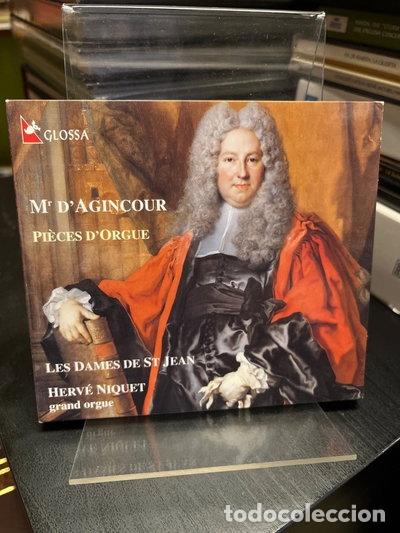 GLOSSA
Mr D'AGINCOUR
PIÈCES D'ORGUE
LES DAMES DE ST JEAN
HERVÉ NIQUET
grand orgue
todocoleccion